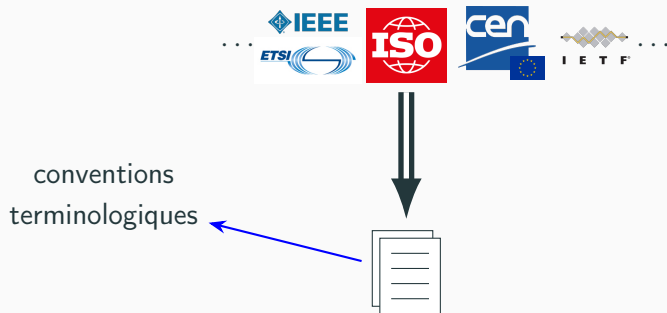 IEEE
ETSI
ISO
cen
I E T F
conventions
terminologiques